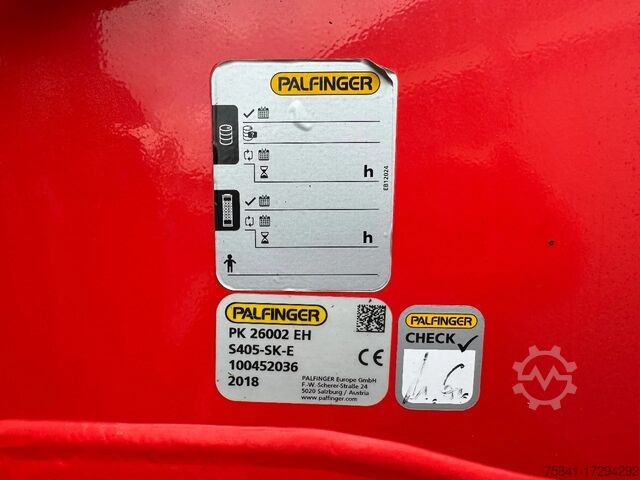 PALFINGER
h
EB12024
h
PALFINGER
PK 26002 EH
S405-SK-E
100452036
2018
CE
PALFINGER Europe GmbH
F.-W.-Scherer-Straße 24
5020 Salzburg / Austria
www.palfinger.com
PALFINGER
CHECK
75841-17294292